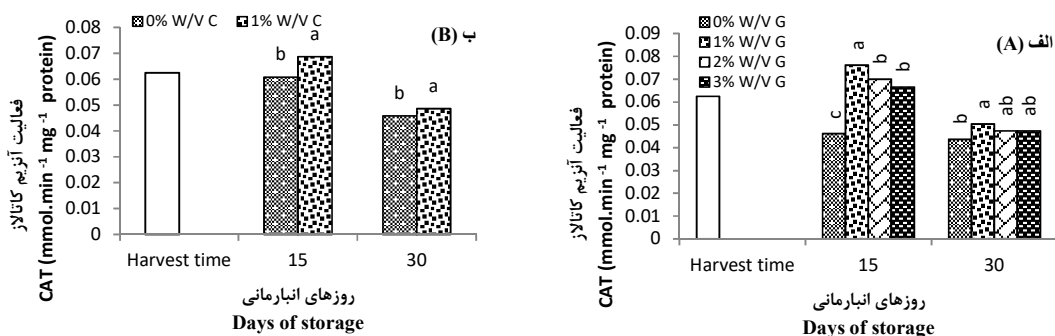 ب (B)
0% W/V C
1% W/V C
0.08
0.07
0.06
0.05
0.04
0.03
0.02
0.01
0
فعالیت آنزیم کاتالاز
CAT (mmol.min -1 mg -1 protein)
b
a
b
a
Harvest time
15
30
روزهای انبارمانی
Days of storage
الف (A)
0% W/V G
1% W/V G
2% W/V G
3% W/V G
0.09
0.08
0.07
0.06
0.05
0.04
0.03
0.02
0.01
0
فعالیت آنزیم کاتالاز
CAT (mmol.min -1 mg -1 protein)
c
a
b
b
b
a
ab
ab
Harvest time
15
30
روزهای انبارمانی
Days of storage